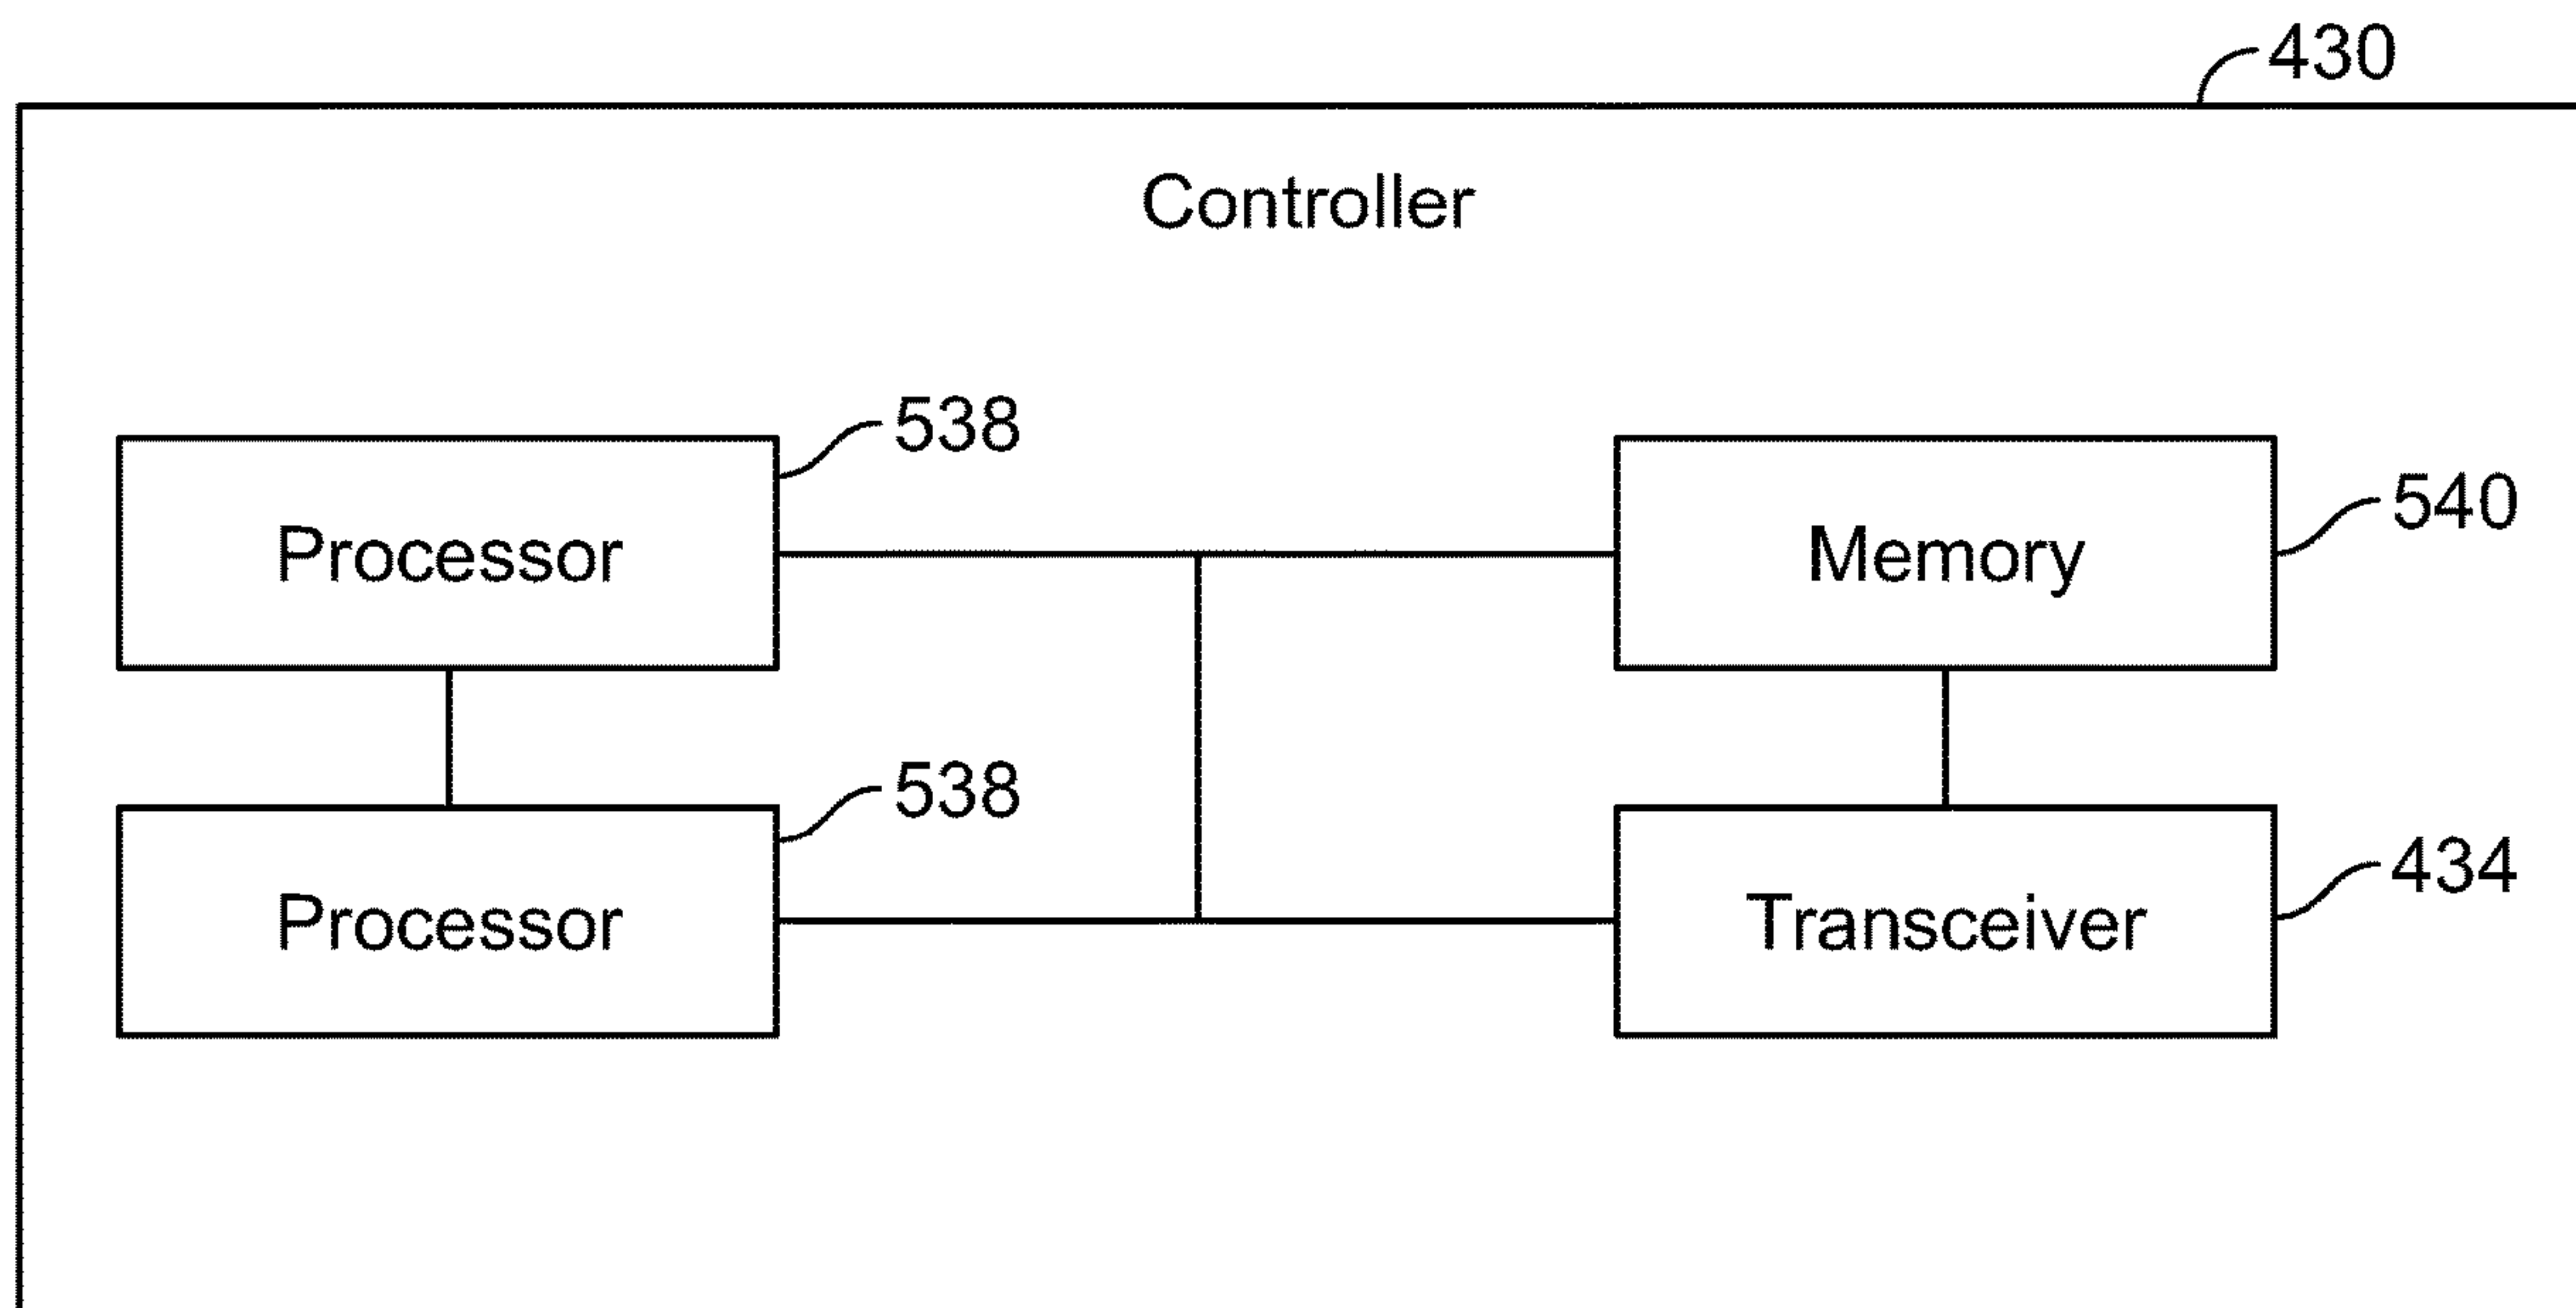 430
Controller
538
Processor
Memory
540
538
Processor
Transceiver
434